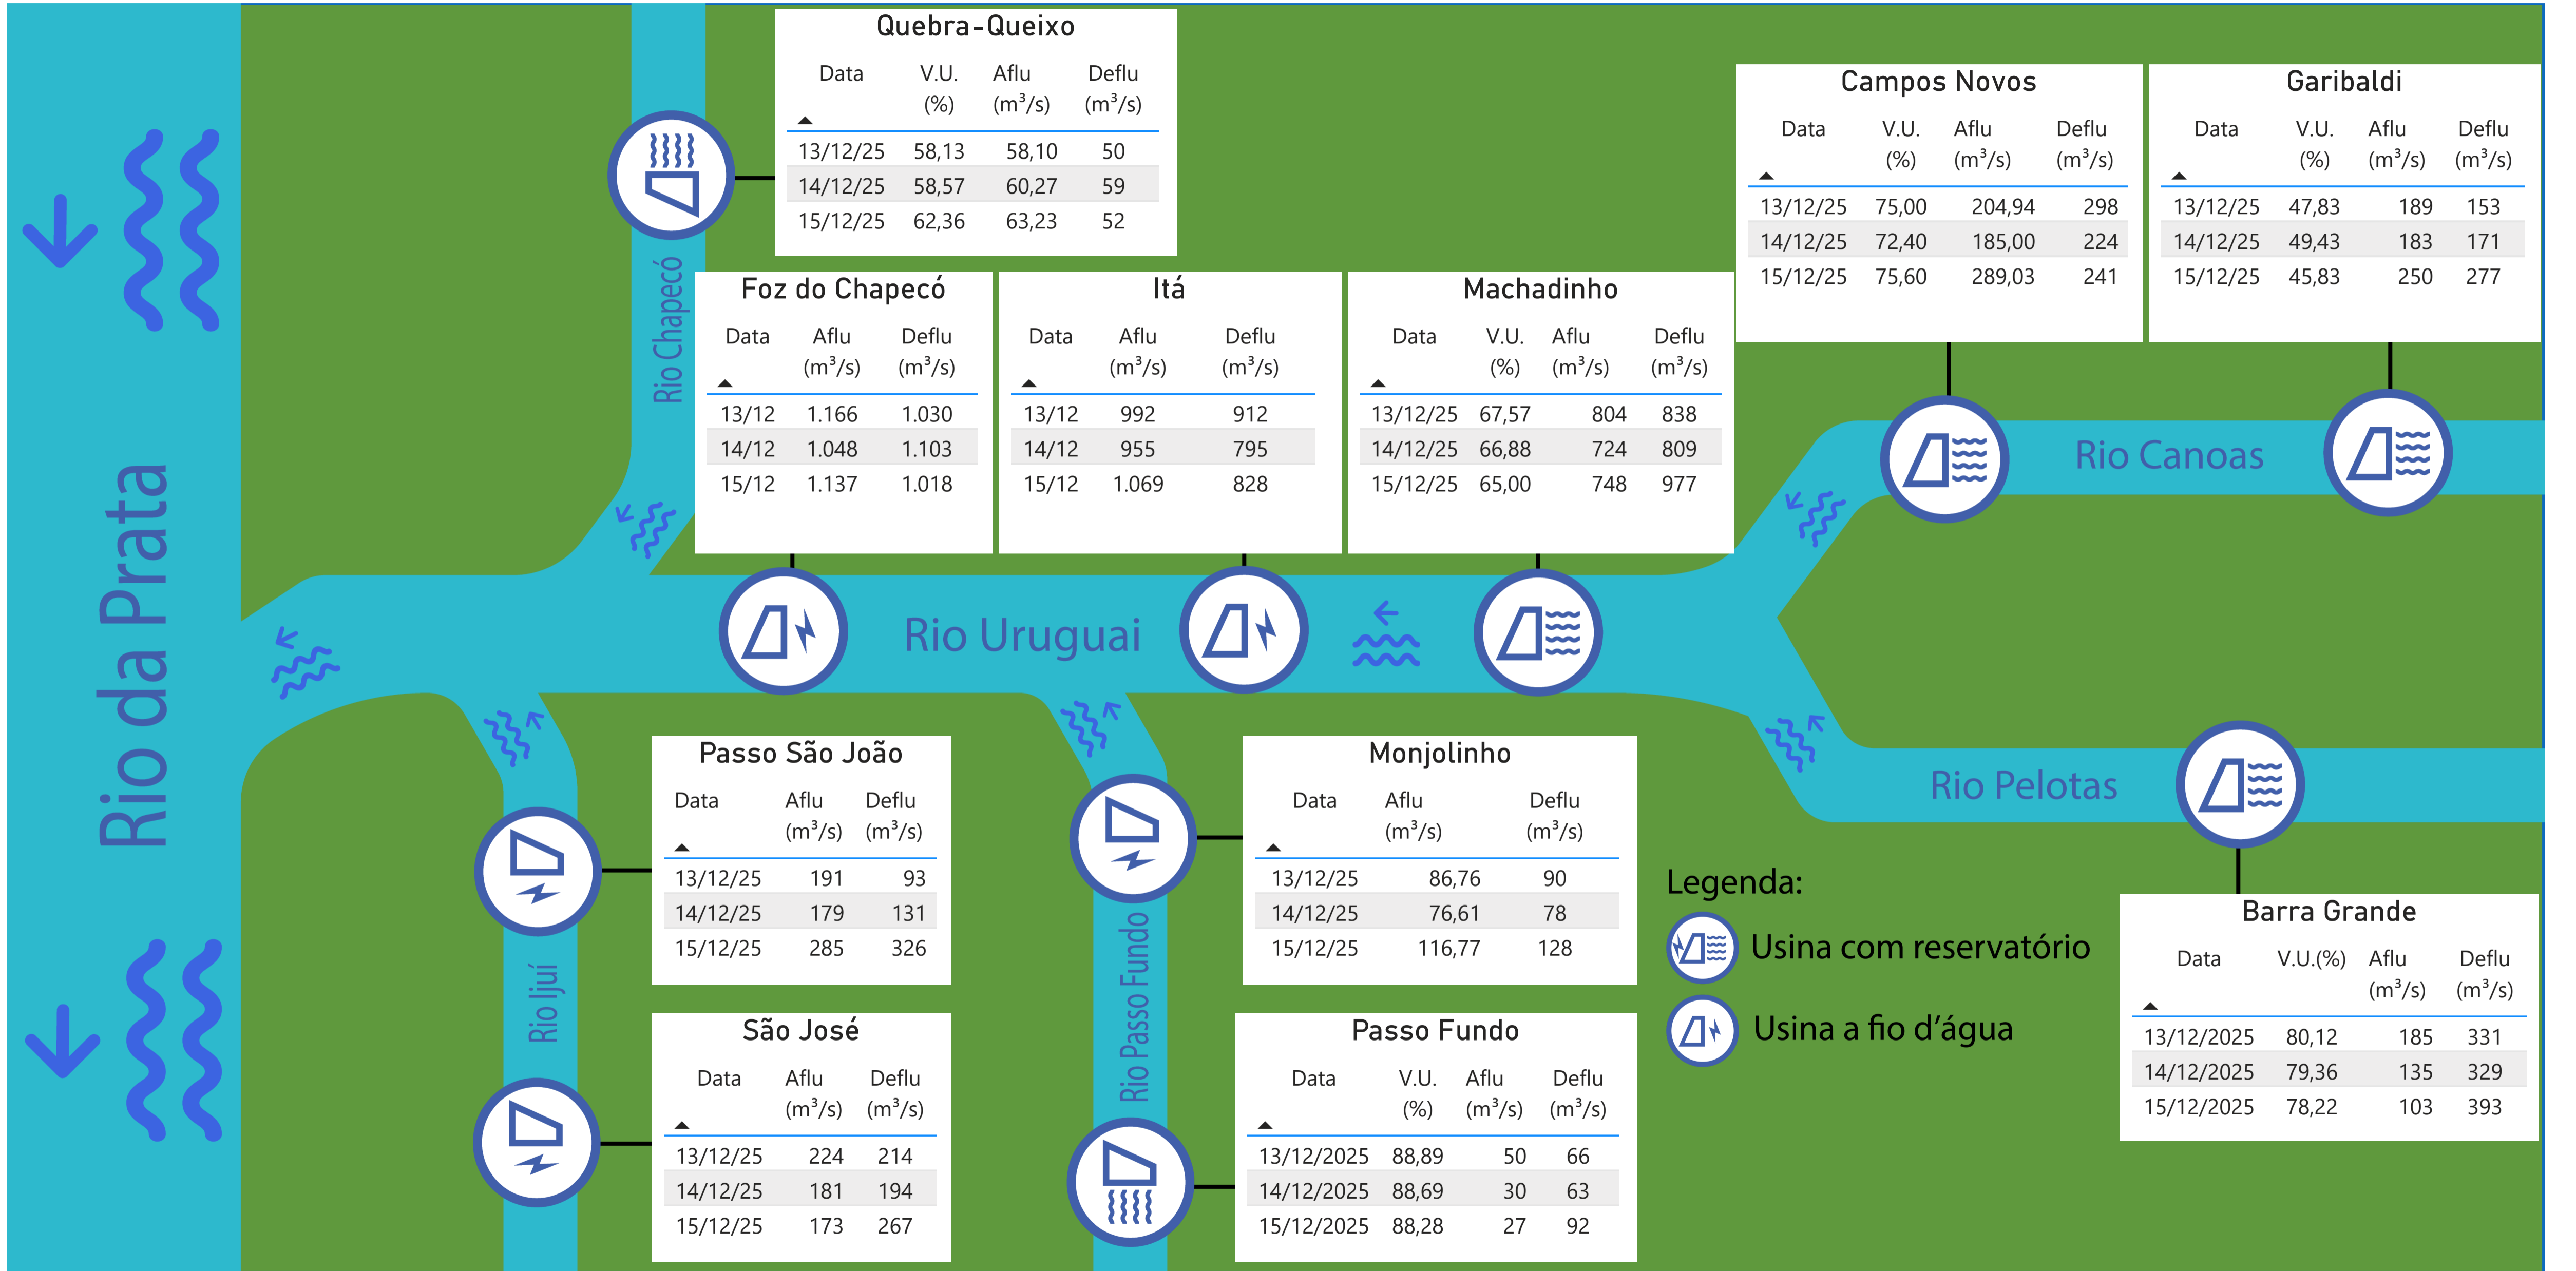 Quebra-Queixo
Data V.U. Aflu Deflu
(%) (m³/s) (m³/s)
13/12/25 58,13 58,10 50
14/12/25 58,57 60,27 59
15/12/25 62,36 63,23 52
Campos Novos
Data V.U. Aflu Deflu
(%) (m³/s) (m³/s)
13/12/25 75,00 204,94 298
14/12/25 72,40 185,00 224
15/12/25 75,60 289,03 241
Garibaldi
Data V.U. Aflu Deflu
(%) (m³/s) (m³/s)
13/12/25 47,83 189 153
14/12/25 49,43 183 171
15/12/25 45,83 250 277
Rio Chapecó
Foz do Chapecó
Data Aflu Deflu
(m³/s) (m³/s)
13/12 1.166 1.030
14/12 1.048 1.103
15/12 1.137 1.018
Itá
Data Aflu Deflu
(m³/s) (m³/s)
13/12 992 912
14/12 955 795
15/12 1.069 828
Machadinho
Data V.U. Aflu Deflu
(%) (m³/s) (m³/s)
13/12/25 67,57 804 838
14/12/25 66,88 724 809
15/12/25 65,00 748 977
Rio Canoas
Rio da Prata
Rio Uruguai
Rio Pelotas
Passo São João
Data Aflu Deflu
(m³/s) (m³/s)
13/12/25 191 93
14/12/25 179 131
15/12/25 285 326
Monjolinho
Data Aflu Deflu
(m³/s) (m³/s)
13/12/25 86,76 90
14/12/25 76,61 78
15/12/25 116,77 128
Legenda:
Usina com reservatório
Usina a fio d’água
Barra Grande
Data V.U.(%) Aflu Deflu
(m³/s) (m³/s)
13/12/2025 80,12 185 331
14/12/2025 79,36 135 329
15/12/2025 78,22 103 393
Rio Ijuí
Rio Passo Fundo
São José
Data Aflu Deflu
(m³/s) (m³/s)
13/12/25 224 214
14/12/25 181 194
15/12/25 173 267
Passo Fundo
Data V.U. Aflu Deflu
(%) (m³/s) (m³/s)
13/12/2025 88,89 50 66
14/12/2025 88,69 30 63
15/12/2025 88,28 27 92